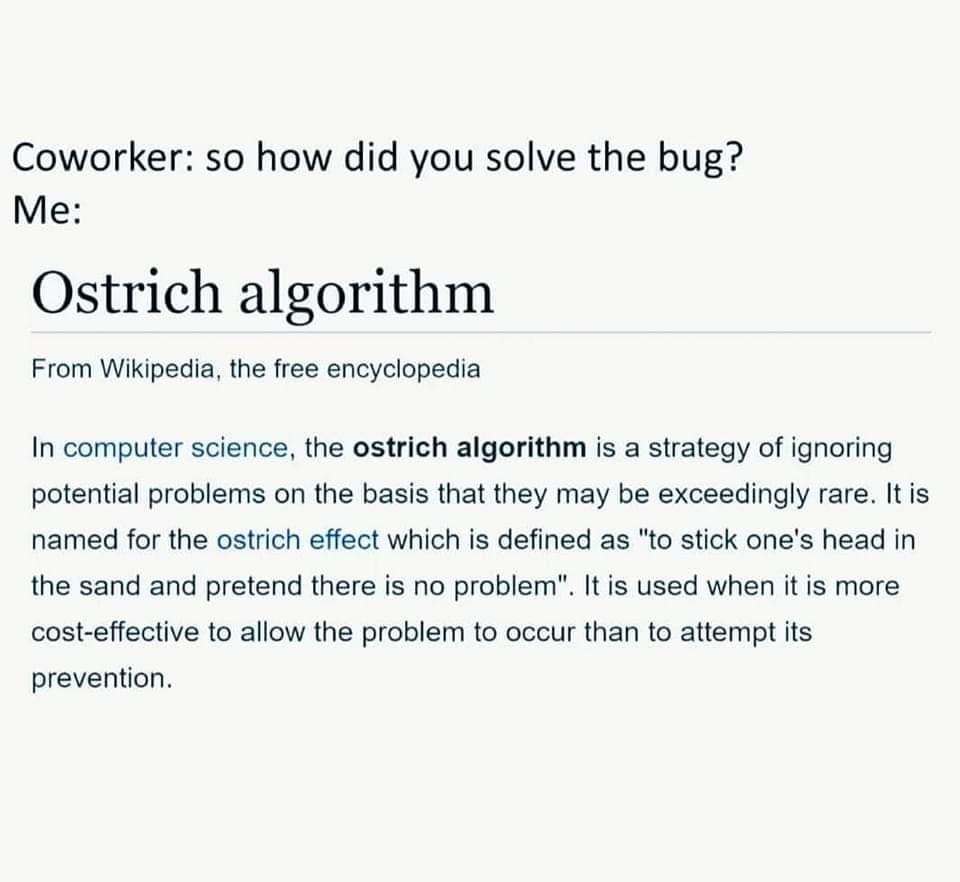 Coworker: so how did you solve the bug?
Me:
Ostrich algorithm
From Wikipedia, the free encyclopedia
In computer science, the ostrich algorithm is a strategy of ignoring
potential problems on the basis that they may be exceedingly rare. It is
named for the ostrich effect which is defined as "to stick one's head in
the sand and pretend there is no problem". It is used when it is more
cost-effective to allow the problem to occur than to attempt its
prevention.